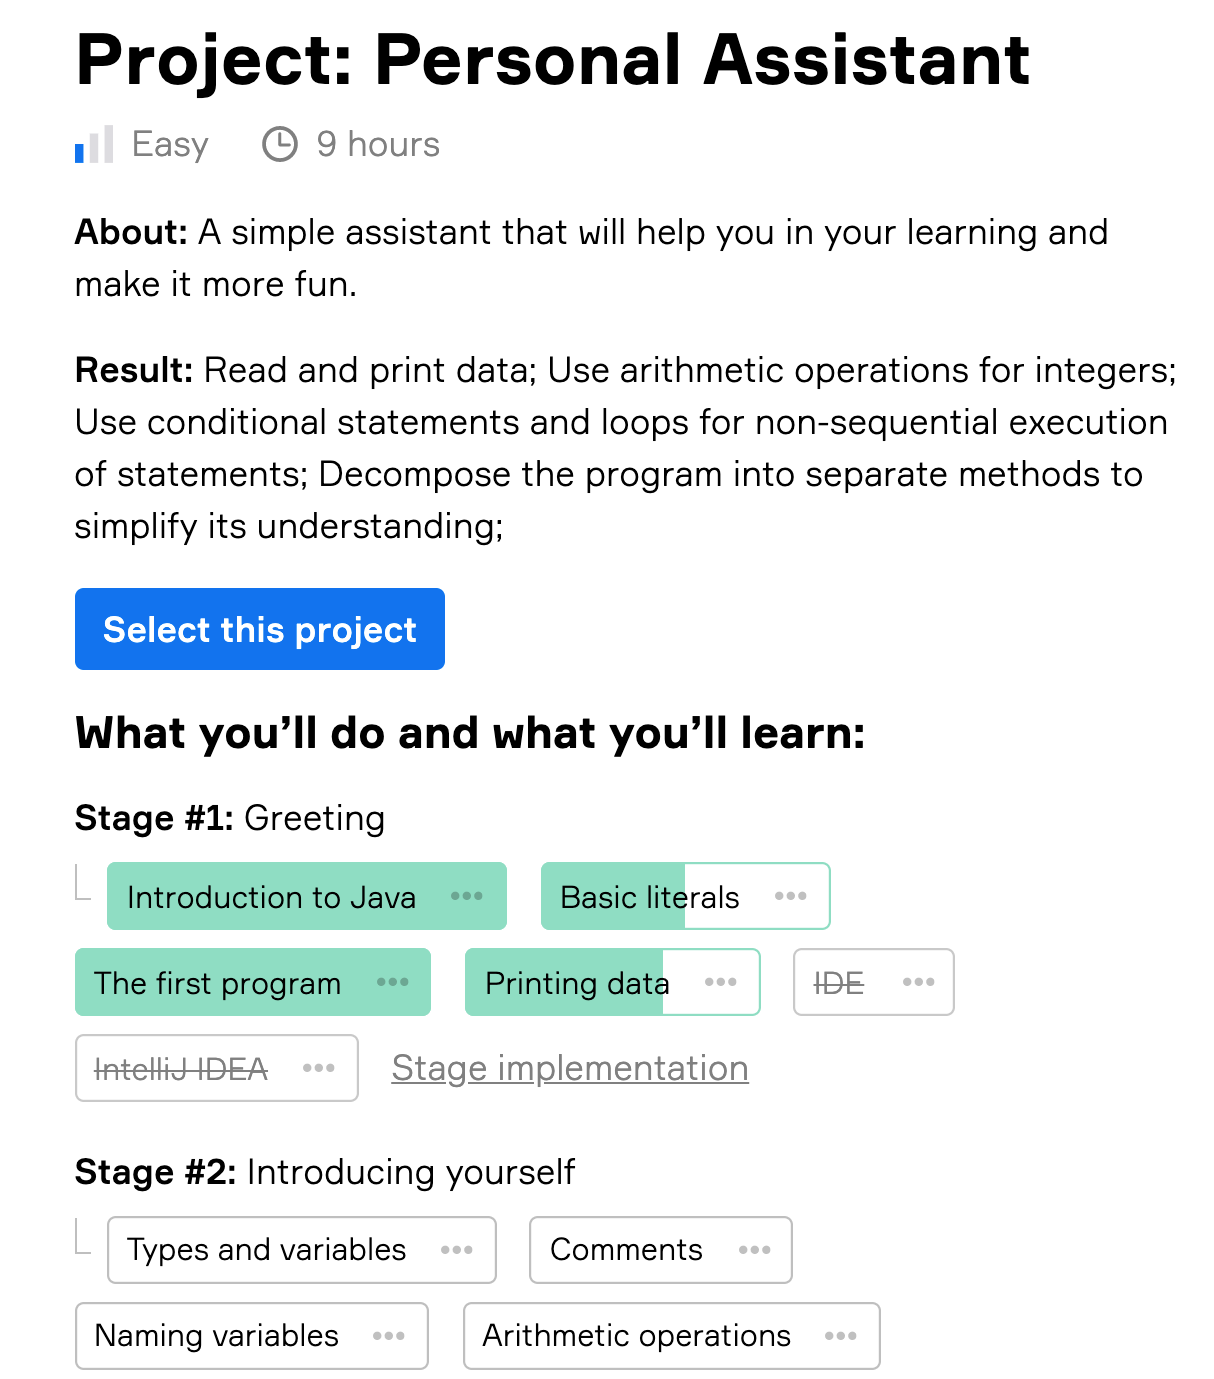 Project: Personal Assistant
Easy 9 hours
About: A simple assistant that will help you in your learning and
make it more fun.
Result: Read and print data; Use arithmetic operations for integers;
Use conditional statements and loops for non-sequential execution
of statements; Decompose the program into separate methods to
simplify its understanding;
Select this project
What you’ll do and what you’ll learn:
Stage #1: Greeting
Introduction to Java ••• Basic literals •••
The first program ••• Printing data ••• IDE •••
IntelliJ IDEA ••• Stage implementation
Stage #2: Introducing yourself
Types and variables ••• Comments •••
Naming variables ••• Arithmetic operations •••